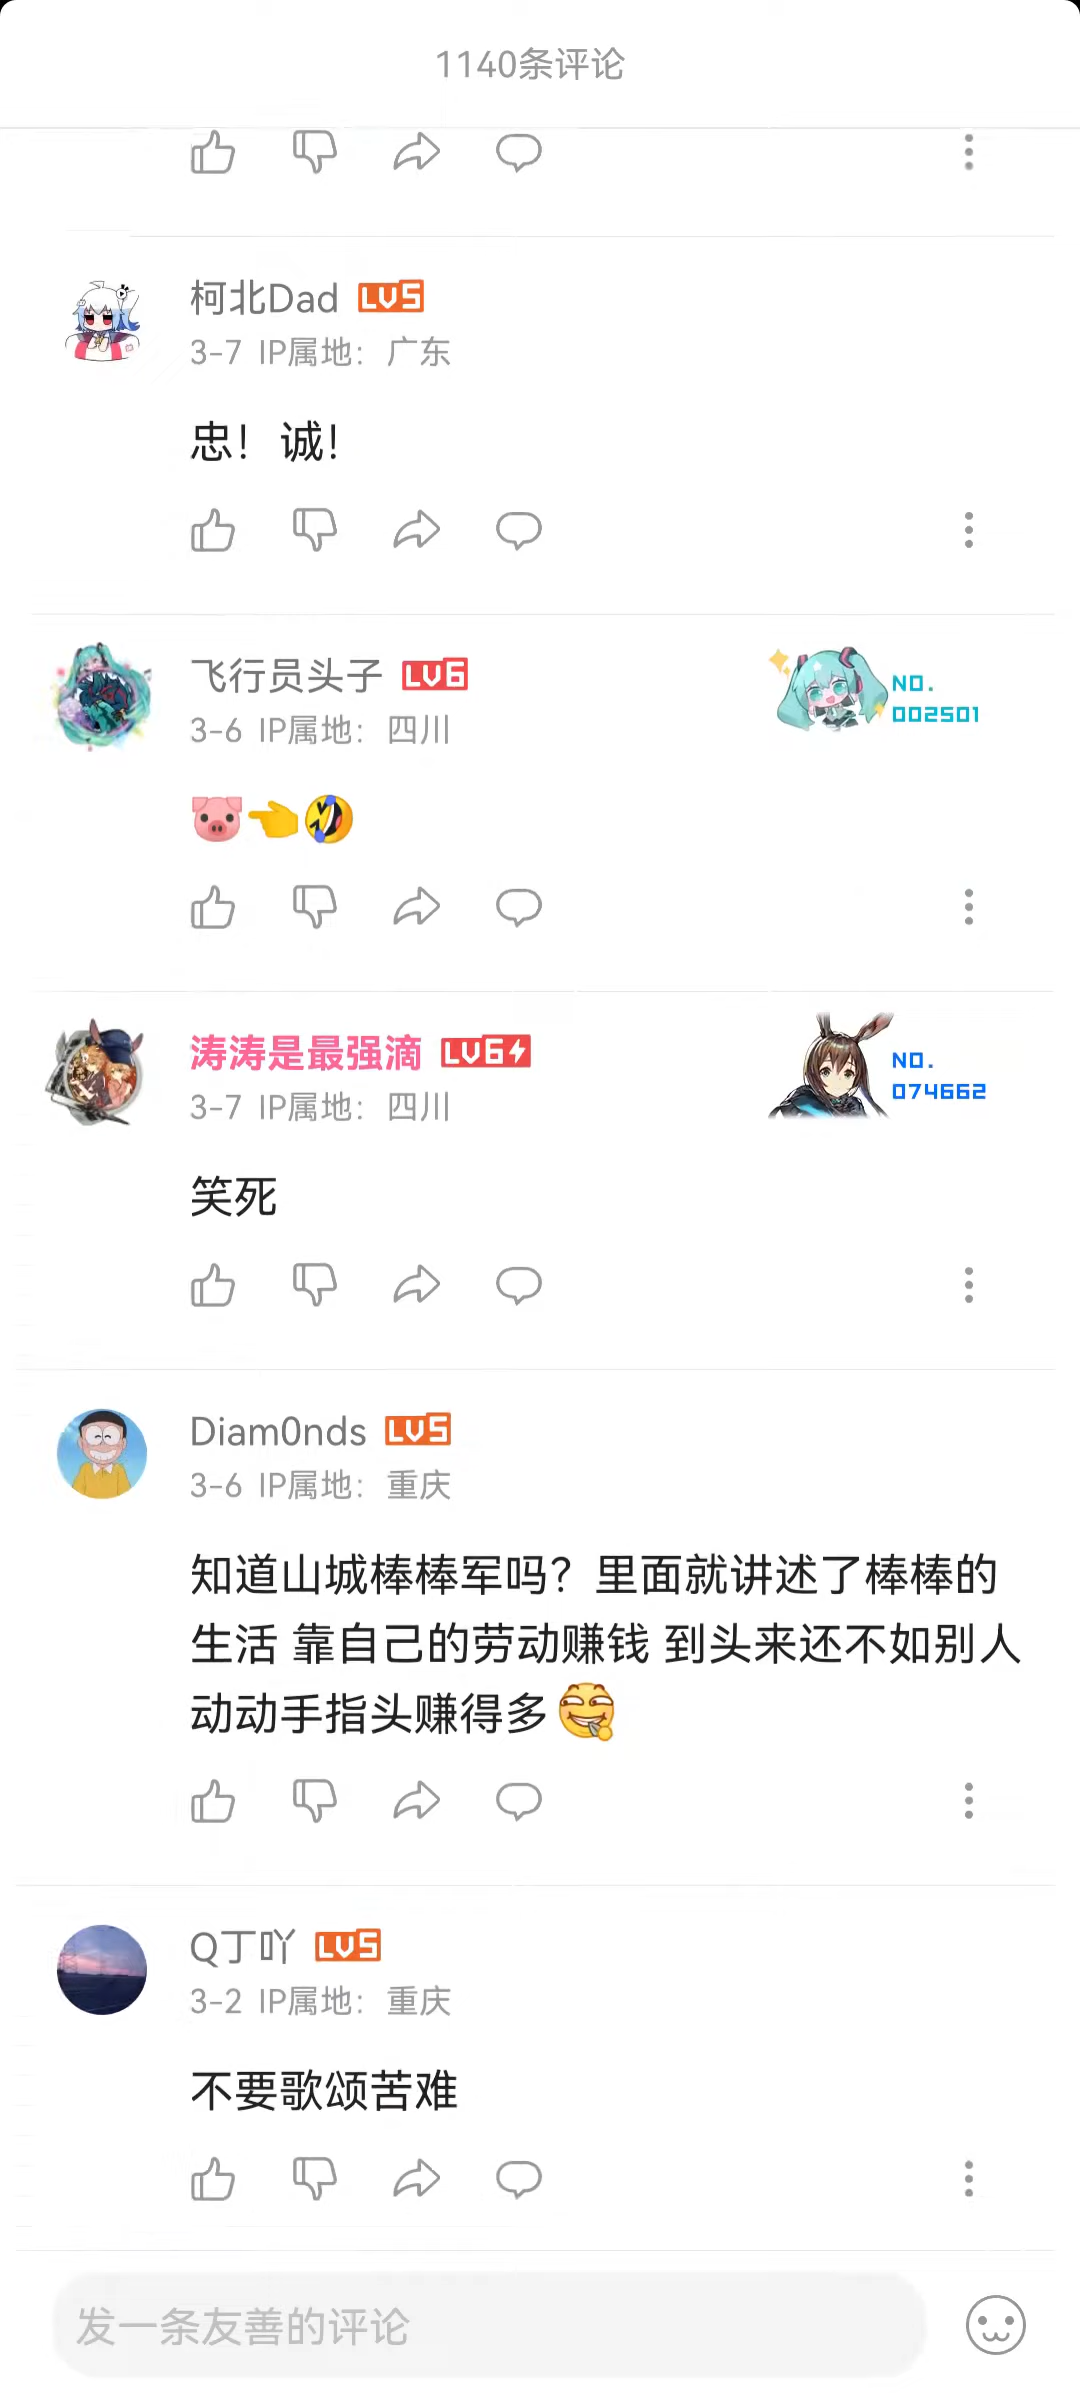 1140条评论
柯北Dad LV5
3-7 IP属地：广东
忠！诚！
飞行员头子 LV6
NO.
002501
3-6 IP属地：四川
🐷👈🤣
涛涛是最强滴 LV6
NO.
074662
3-7 IP属地：四川
笑死
Diam0nds LV5
3-6 IP属地：重庆
知道山城棒棒军吗？里面就讲述了棒棒的
生活 靠自己的劳动赚钱 到头来还不如别人
动动手指头赚得多
Q丁吖 LV5
3-2 IP属地：重庆
不要歌颂苦难
发一条友善的评论